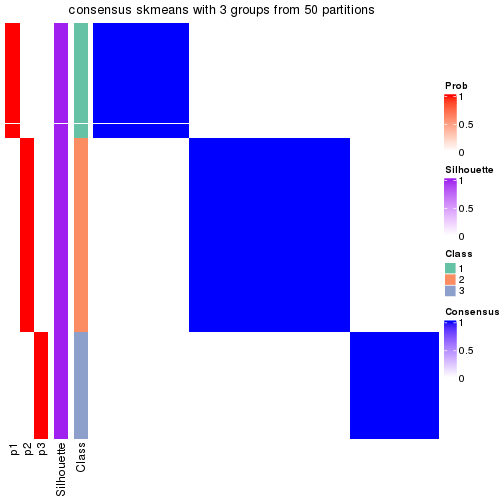 consensus skmeans with 3 groups from 50 partitions
Prob
1
0.5
0
Silhouette
1
0.5
0
Class
1
2
3
Consensus
1
0.5
0
p1
p2
p3
Silhouette
Class